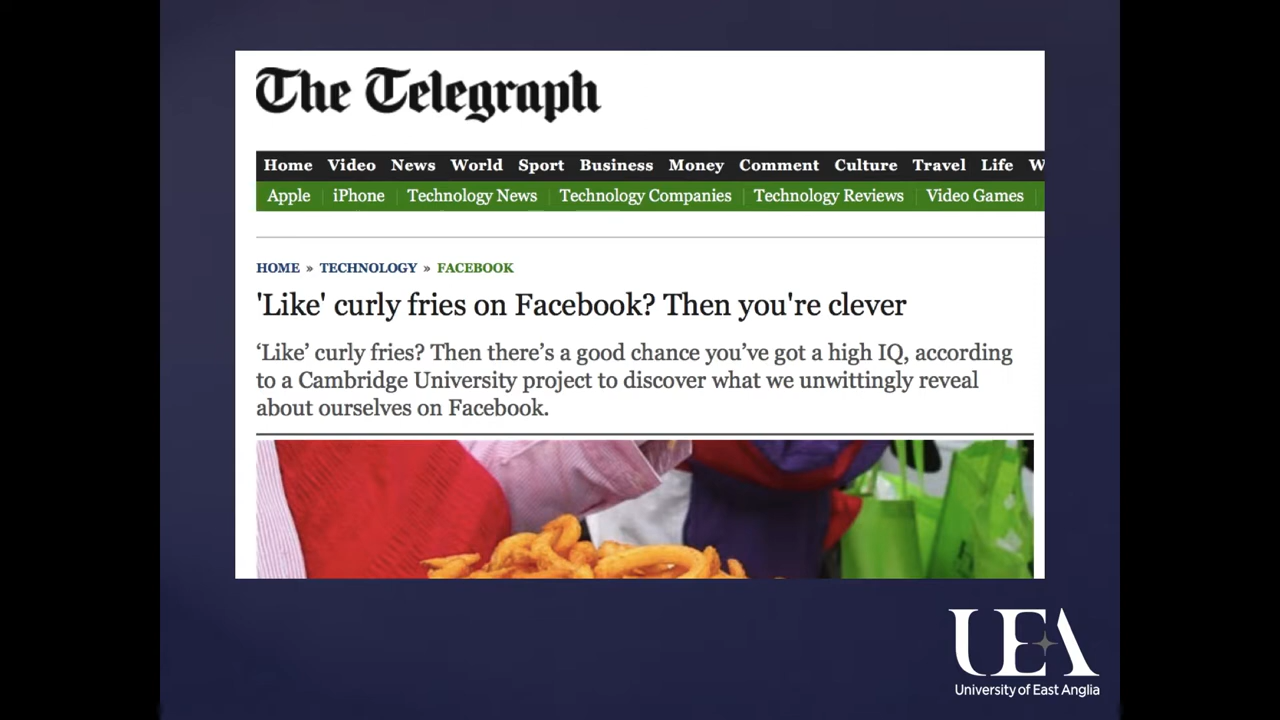 The Telegraph
Home Video News World Sport Business Money Comment Culture Travel Life W
Apple iPhone Technology News Technology Companies Technology Reviews Video Games
HOME » TECHNOLOGY » FACEBOOK
'Like' curly fries on Facebook? Then you're clever
‘Like’ curly fries? Then there’s a good chance you’ve got a high IQ, according
to a Cambridge University project to discover what we unwittingly reveal
about ourselves on Facebook.
UEA
University of East Anglia